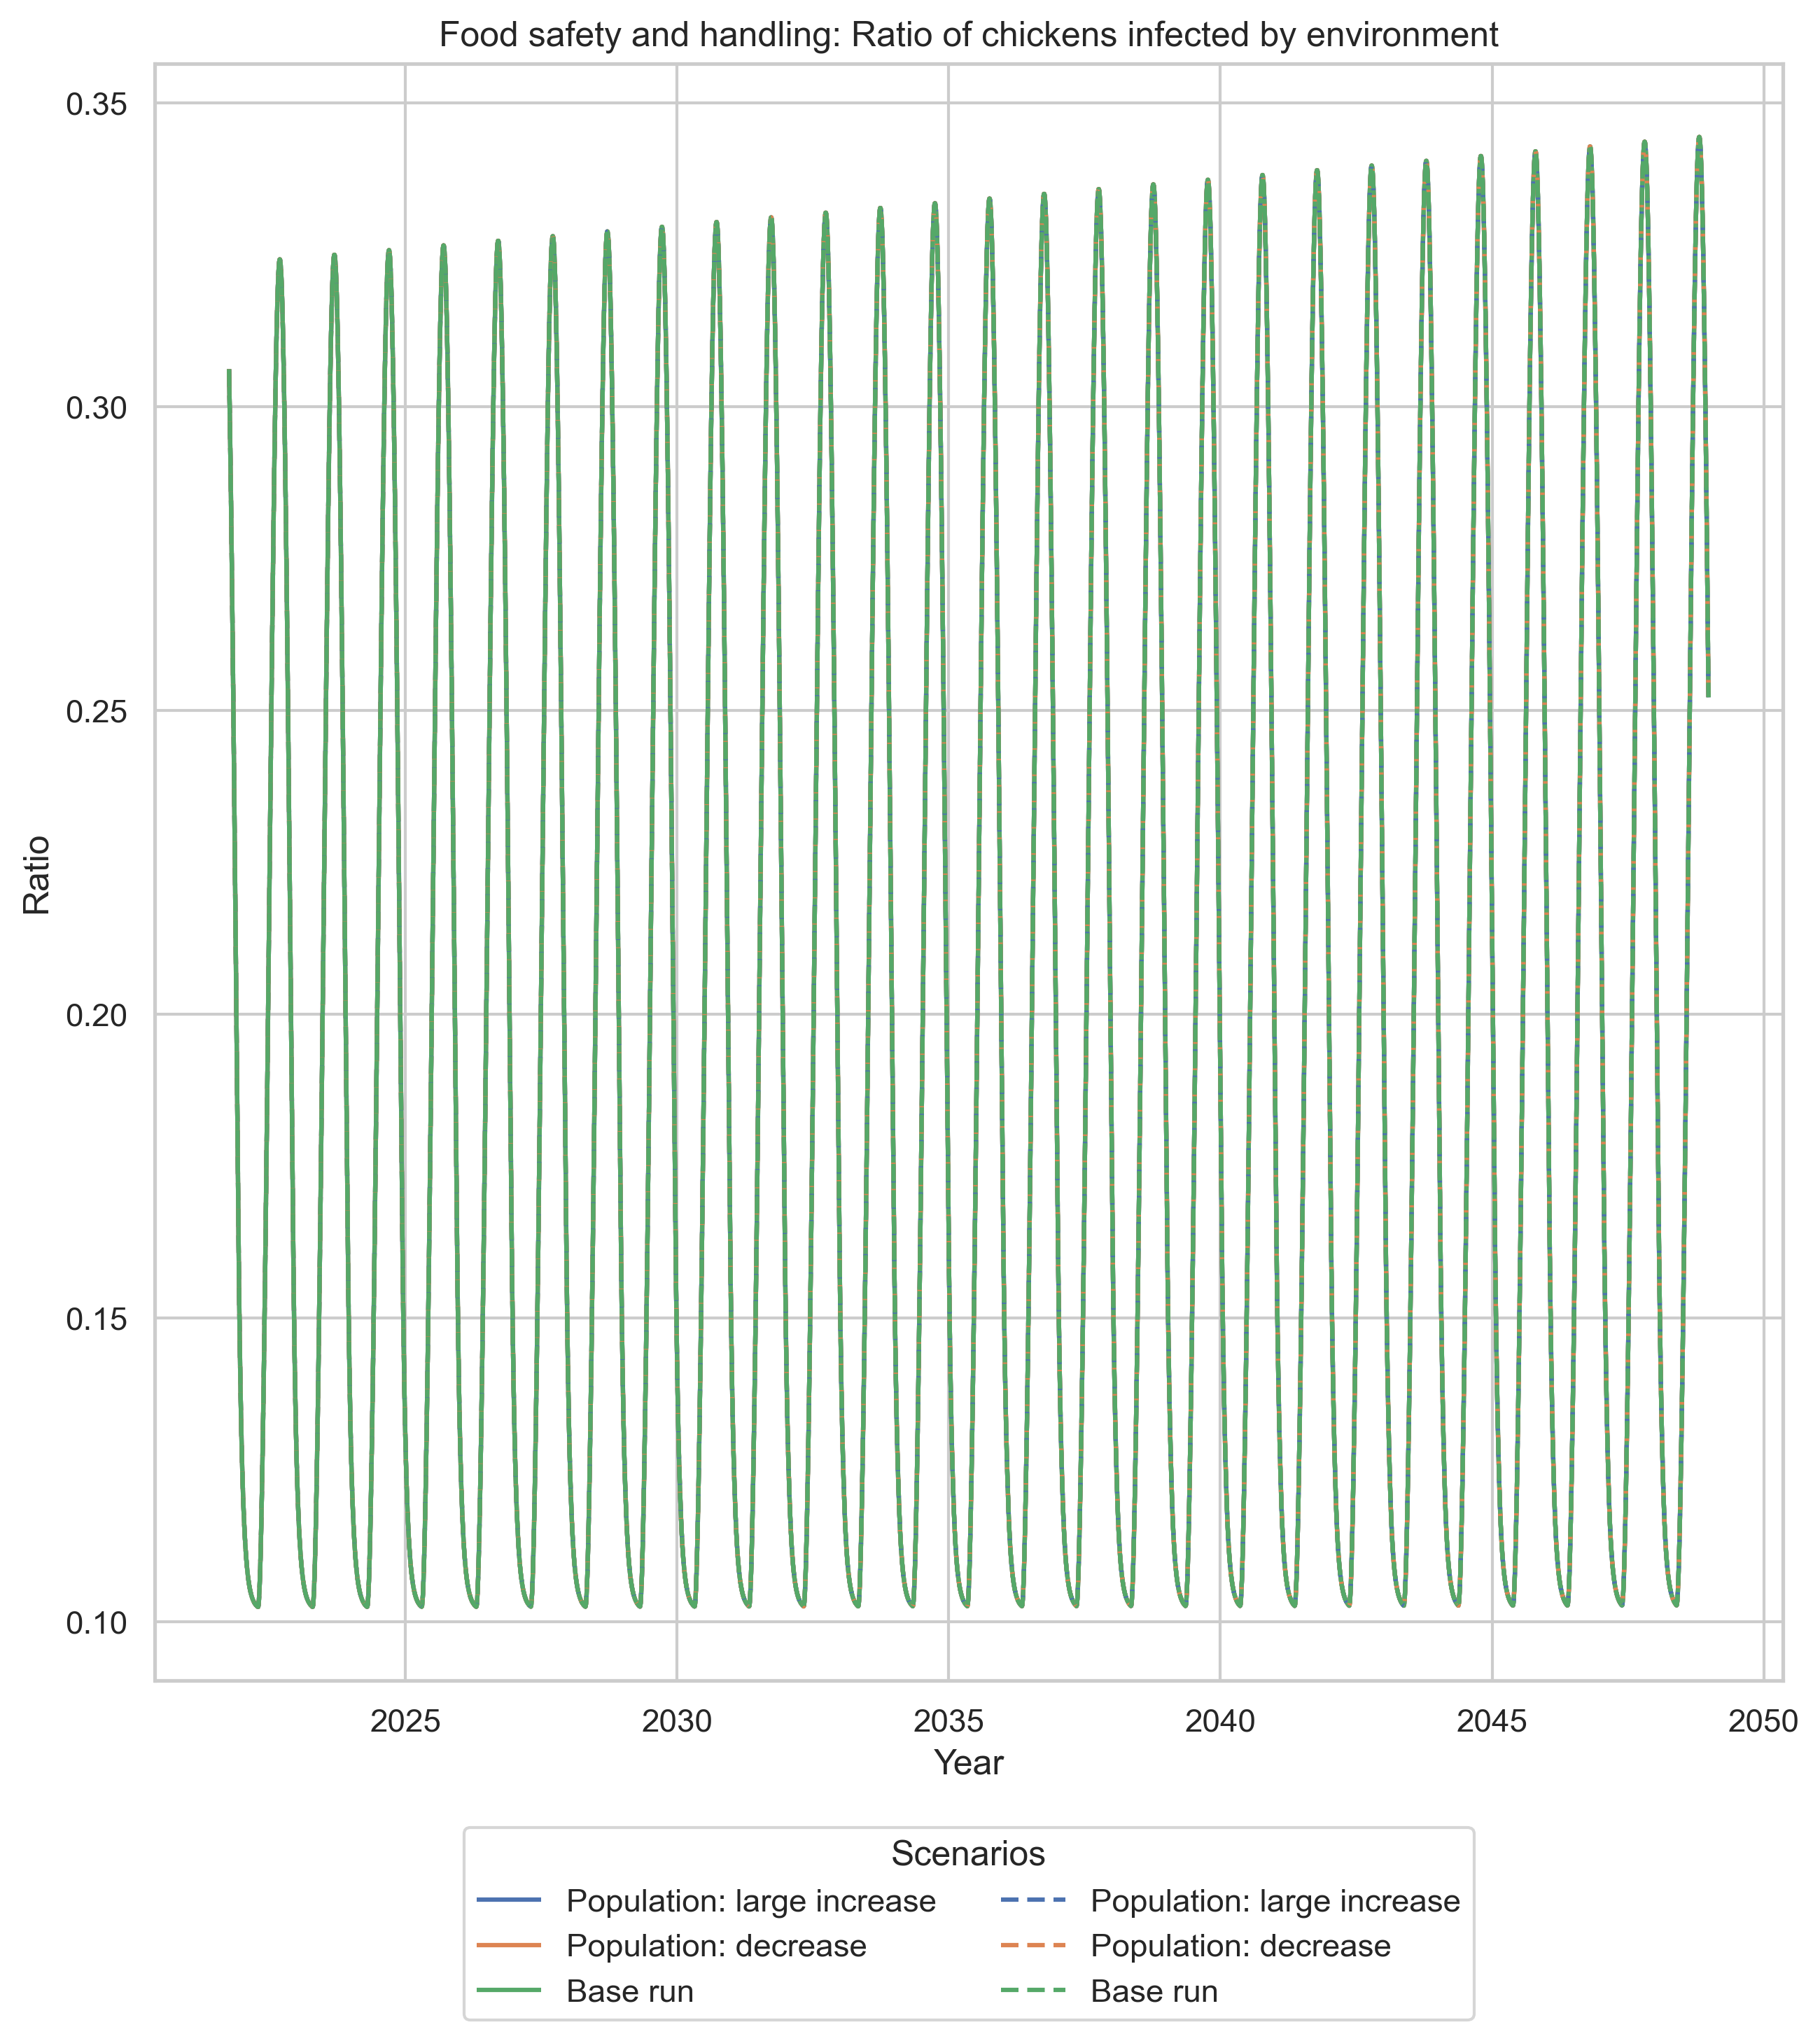 Food safety and handling: Ratio of chickens infected by environment
0.35
0.30
0.25
0.20
0.15
0.10
Ratio
2025 2030 2035 2040 2045 2050
Year
Scenarios
Population: large increase Population: large increase
Population: decrease Population: decrease
Base run Base run